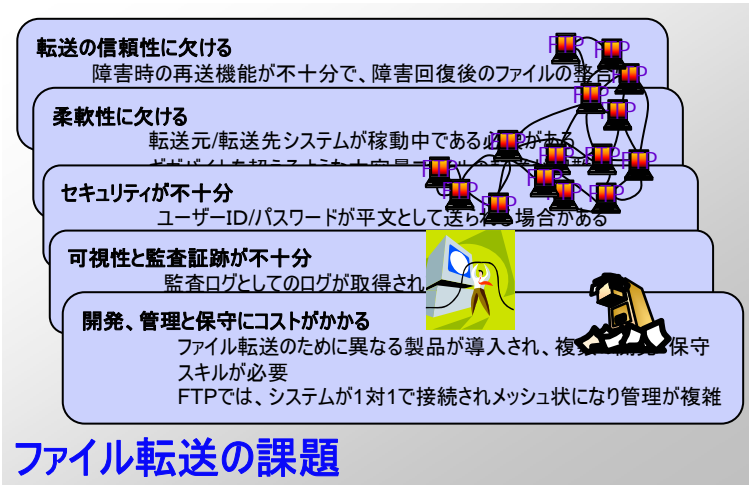 転送の信頼性に欠ける
障害時の再送機能が不十分で、障害回復後のファイルの整合
柔軟性に欠ける
転送元/転送先システムが稼動中である必要がある
セキュリティが不十分
ユーザーID/パスワードが平文として送られる場合がある
可視性と監査証跡が不十分
監査ログとしてのログが取得され
開発、管理と保守にコストがかかる
ファイル転送のために異なる製品が導入され、複数 保守
スキルが必要
FTPでは、システムが1対1で接続されメッシュ状になり管理が複雑
ファイル転送の課題